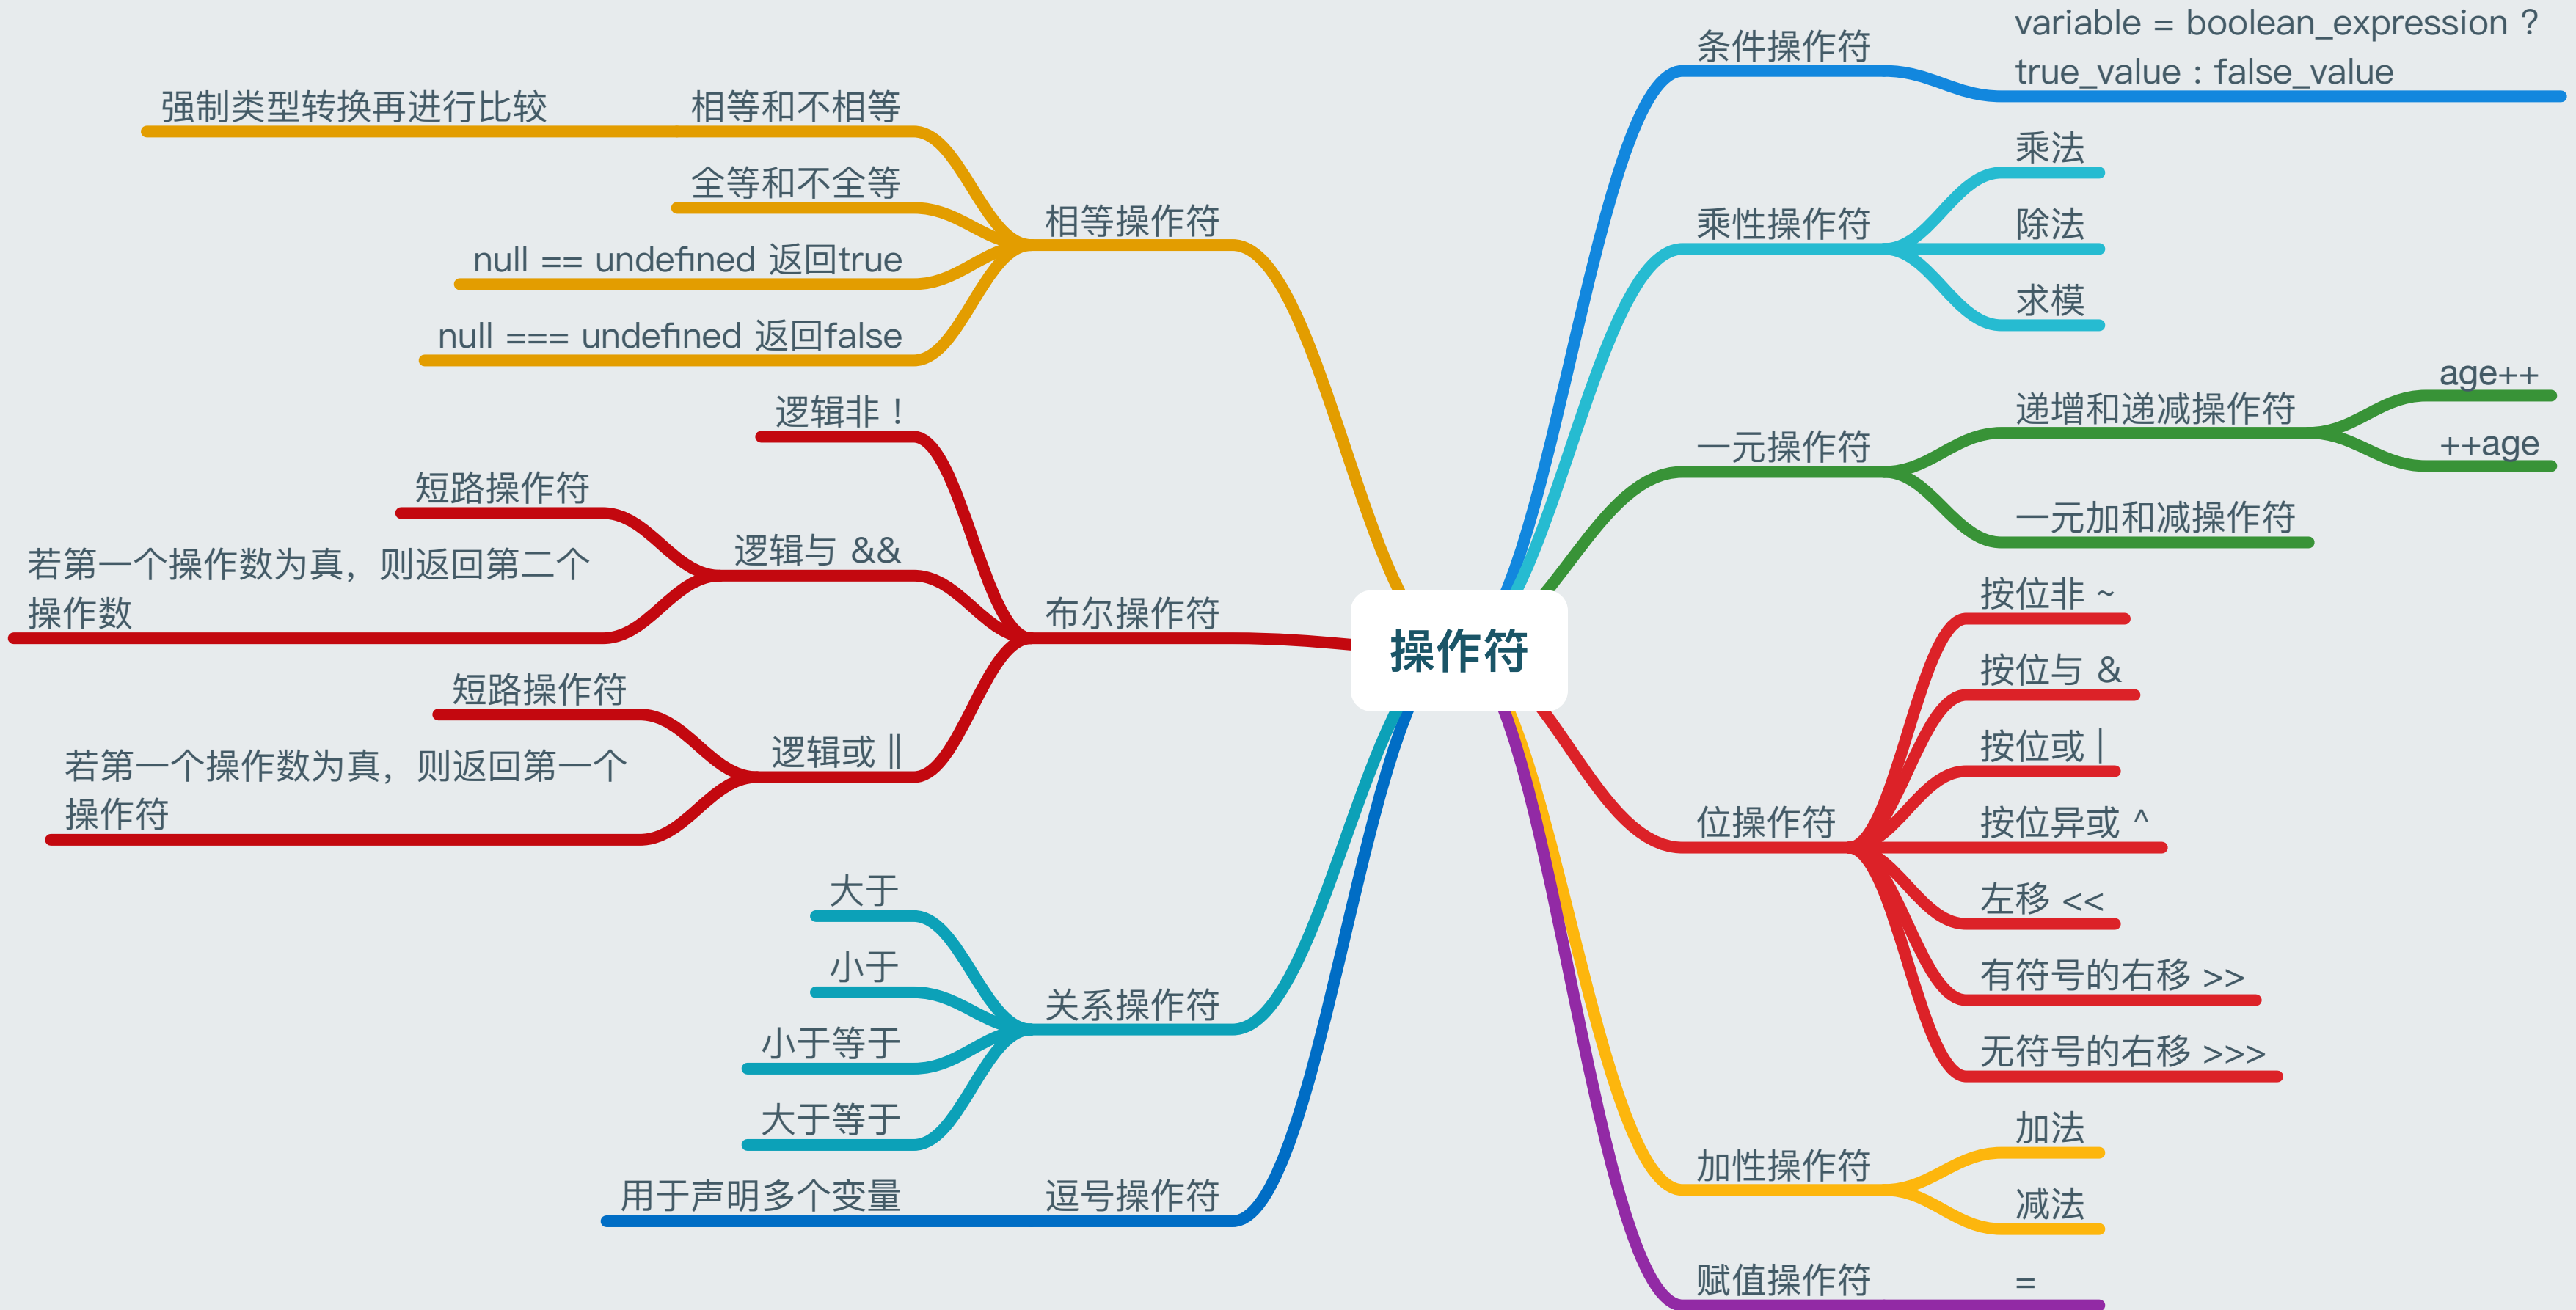 操作符
条件操作符
variable = boolean_expression ?
true_value : false_value
乘性操作符
乘法
除法
求模
一元操作符
递增和递减操作符
age++
++age
一元加和减操作符
位操作符
按位非 ~
按位与 &
按位或 |
按位异或 ^
左移 <<
有符号的右移 >>
无符号的右移 >>>
加性操作符
加法
减法
赋值操作符
=
相等操作符
相等和不相等
强制类型转换再进行比较
全等和不全等
null == undefined 返回true
null === undefined 返回false
布尔操作符
逻辑非 !
逻辑与 &&
短路操作符
若第一个操作数为真，则返回第二个
操作数
逻辑或 ||
短路操作符
若第一个操作数为真，则返回第一个
操作符
关系操作符
大于
小于
小于等于
大于等于
逗号操作符
用于声明多个变量